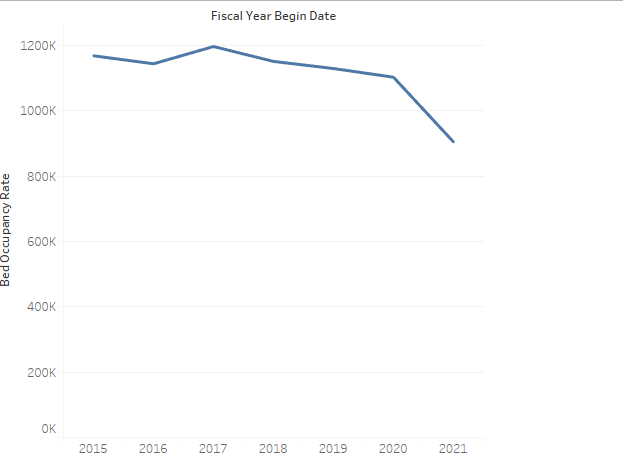 Fiscal Year Begin Date
1200K
1000K
800K
600K
400K
200K
0K
Bed Occupancy Rate
2015 2016 2017 2018 2019 2020 2021